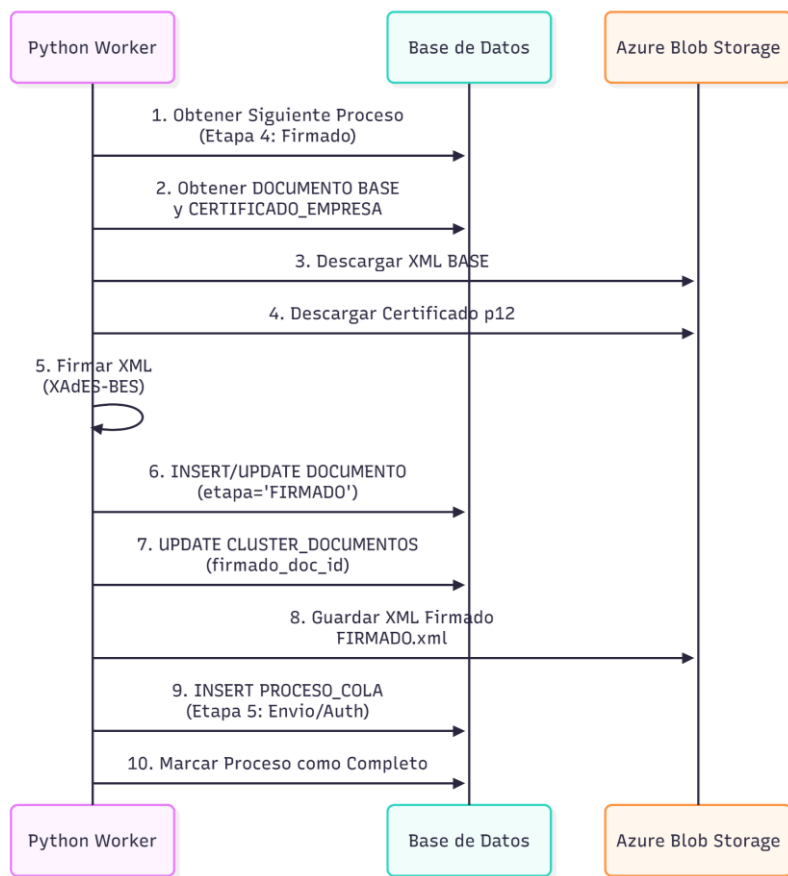 Python Worker
Base de Datos
Azure Blob Storage
1. Obtener Siguiente Proceso
(Etapa 4: Firmado)
2. Obtener DOCUMENTO BASE
y CERTIFICADO_EMPRESA
3. Descargar XML BASE
4. Descargar Certificado p12
5. Firmar XML
(XAdES-BES)
6. INSERT/UPDATE DOCUMENTO
(etapa='FIRMADO')
7. UPDATE CLUSTER_DOCUMENTOS
(firmado_doc_id)
8. Guardar XML Firmado
FIRMADO.xml
9. INSERT PROCESO_COLA
(Etapa 5: Envio/Auth)
10. Marcar Proceso como Completo
Python Worker
Base de Datos
Azure Blob Storage